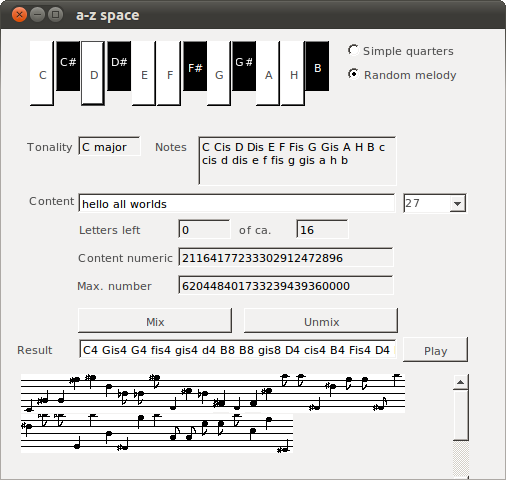 a-z space
C C# D D# E F F# G G# A H B
Simple quarters
Random melody
Tonality C major Notes C Cis D Dis E F Fis G Gis A H B c
cis d dis e f fis g gis a h b
Content hello all worlds 27
Letters left 0 of ca. 16
Content numeric 21164177233302912472896
Max. number 620448401733239439360000
Mix Unmix
Result C4 Gis4 G4 fis4 gis4 d4 B8 B8 gis8 D4 cis4 B4 Fis4 D4 Play